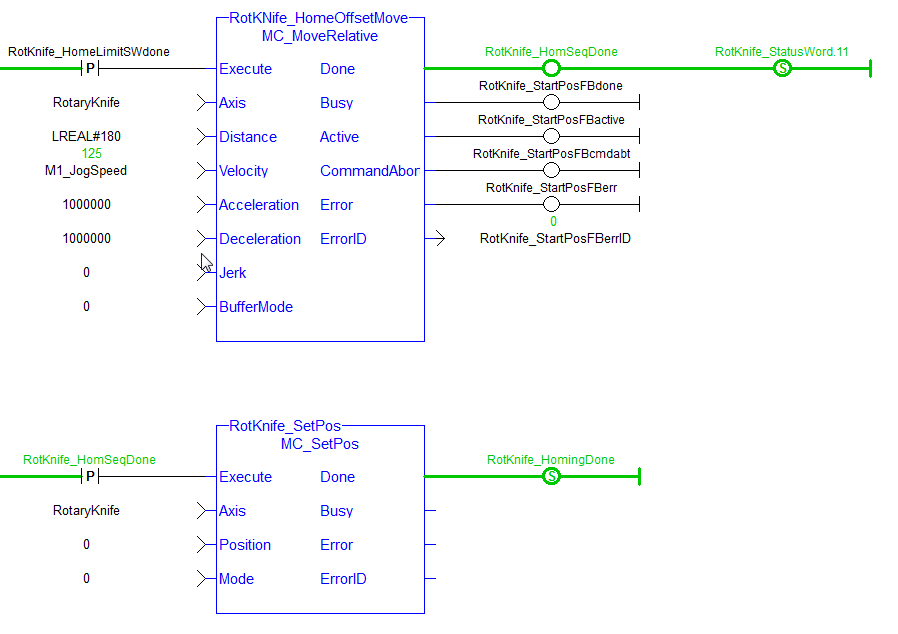 RotKNife_HomeOffsetMove
MC_MoveRelative
RotKnife_HomeLimitSWdone
RotKnife_HomSeqDone
RotKnife_StatusWord.11
P
Execute Done
S
RotKnife_StartPosFBdone
RotaryKnife
Axis Busy
RotKnife_StartPosFBactive
LREAL#180
Distance Active
125
RotKnife_StartPosFBcmdabt
M1_JogSpeed
Velocity CommandAbor
RotKnife_StartPosFBerr
1000000
Acceleration Error
0
1000000
Deceleration ErrorID
RotKnife_StartPosFBerrID
0
Jerk
0
BufferMode
RotKnife_SetPos
MC_SetPos
RotKnife_HomSeqDone
RotKnife_HomingDone
P
Execute Done
S
RotaryKnife
Axis Busy
0
Position Error
0
Mode ErrorID